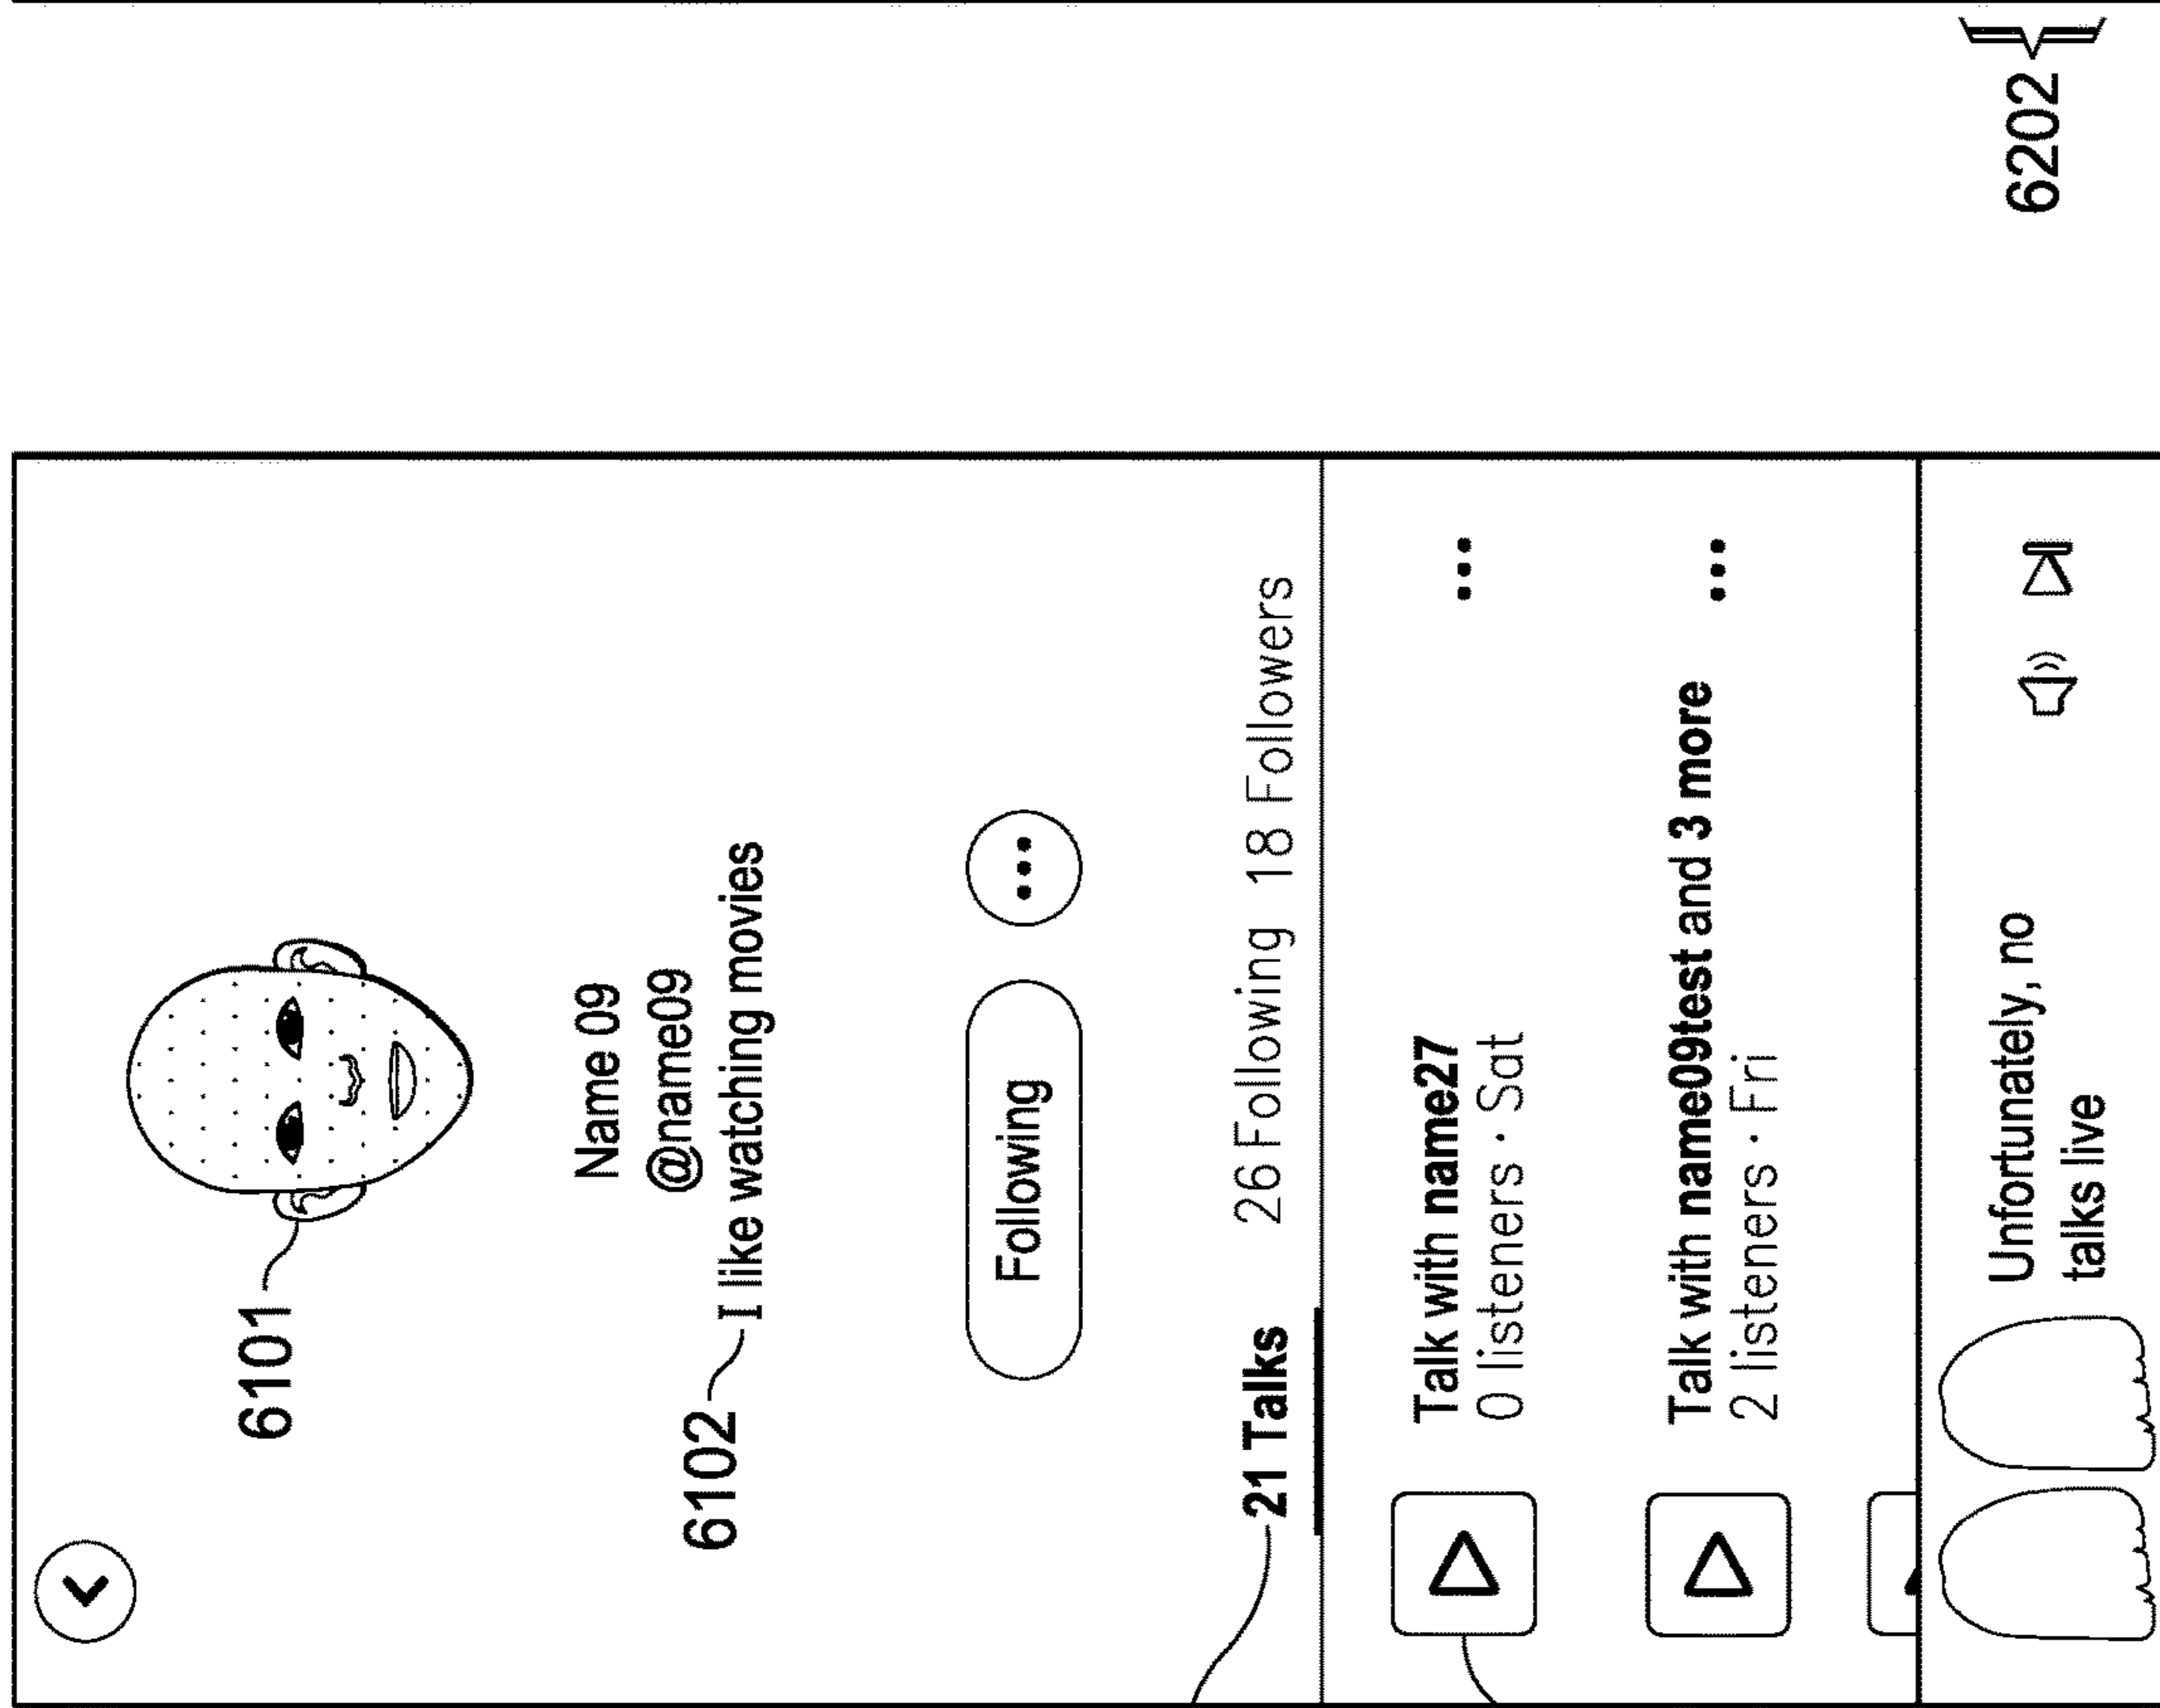 6101
Name 09
@name09
6102 I like watching movies
Following
21 Talks 26 Following 18 Followers
Talk with name27
0 listeners · Sat
Talk with name09test and 3 more
2 listeners · Fri
Unfortunately, no
talks live
6202